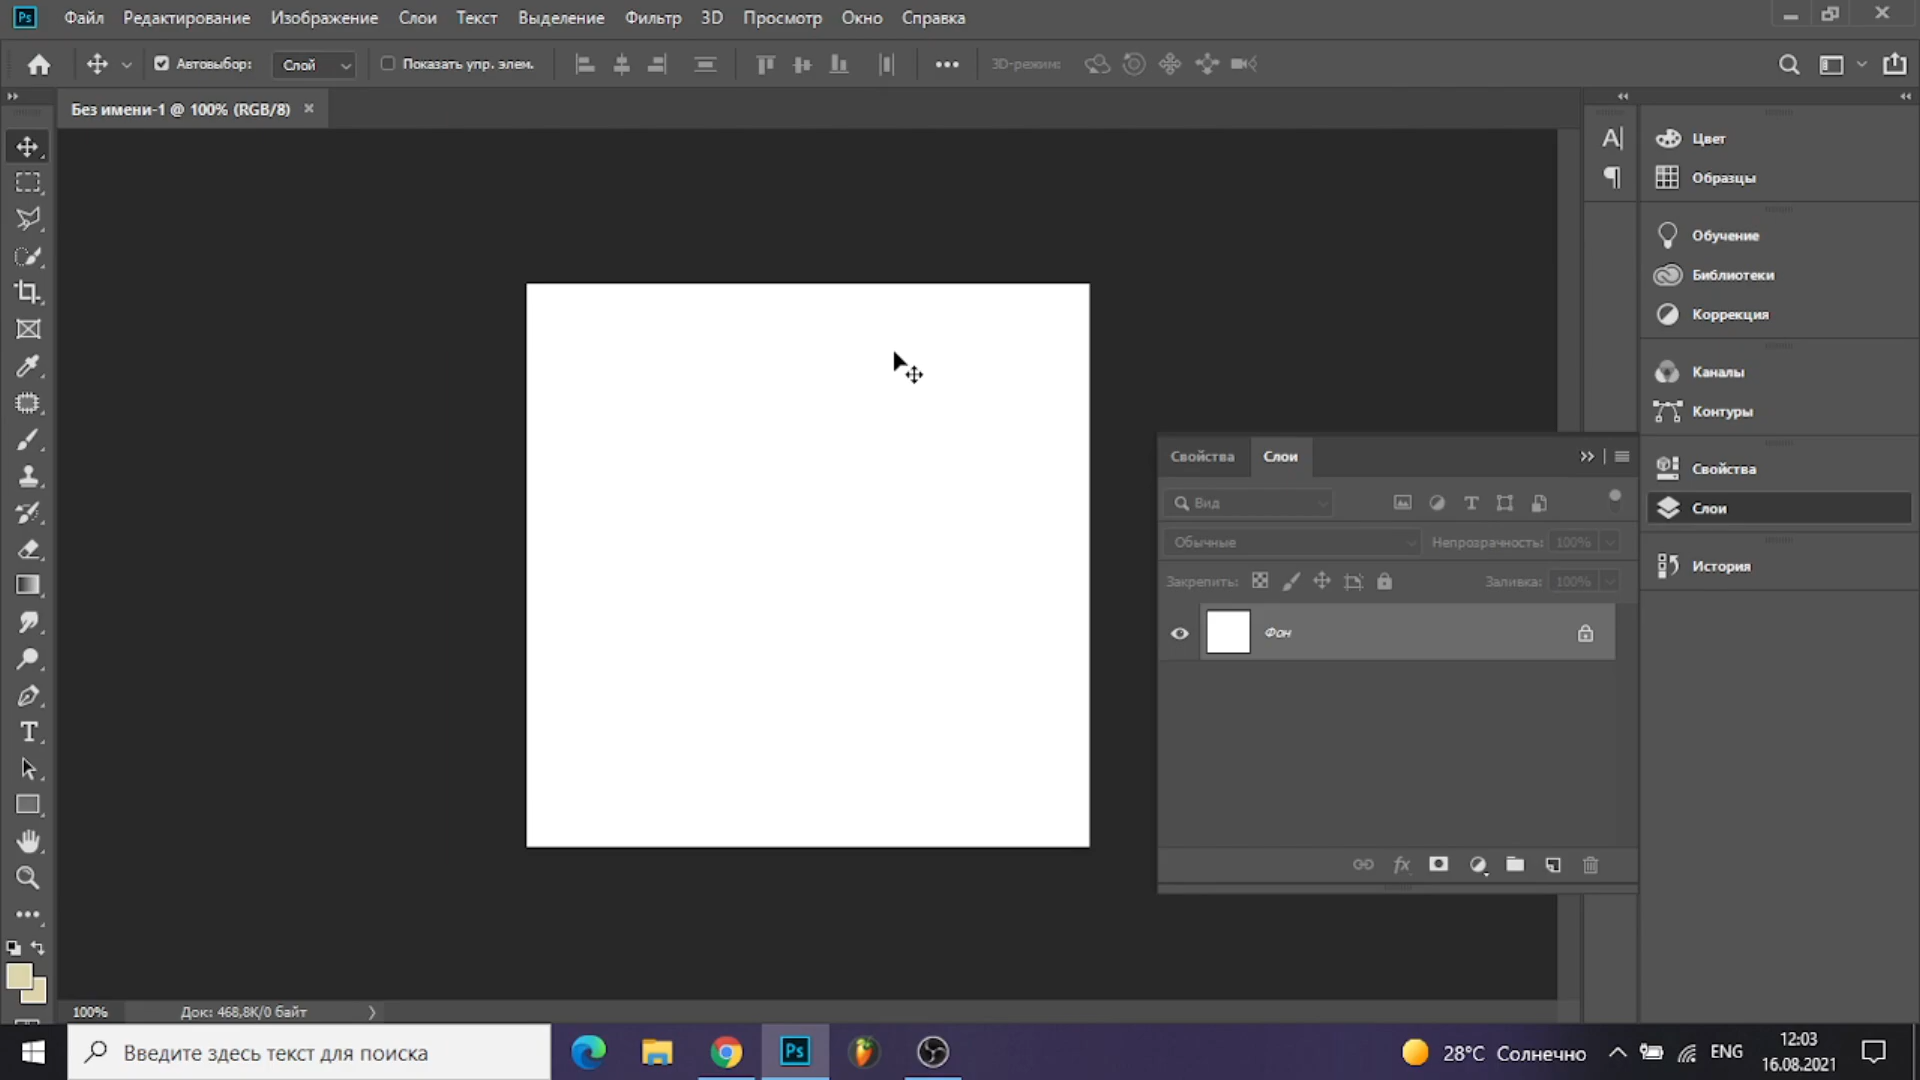 Ps Файл Редактирование Изображение Слои Текст Выделение Фильтр 3D Просмотр Окно Справка
Автовыбор: Слой Показать упр. элем. 3D-режим:
Без имени-1 @ 100% (RGB/8)
Цвет
Образцы
Обучение
Библиотеки
Коррекция
Каналы
Контуры
Свойства
Слои
История
Свойства Слои
Вид
Обычные Непрозрачность: 100%
Закрепить: Заливка: 100%
Фон
100% Док: 468,8K/0 байт
Введите здесь текст для поиска
Ps
28°C Солнечно
ENG
12:03
16.08.2021